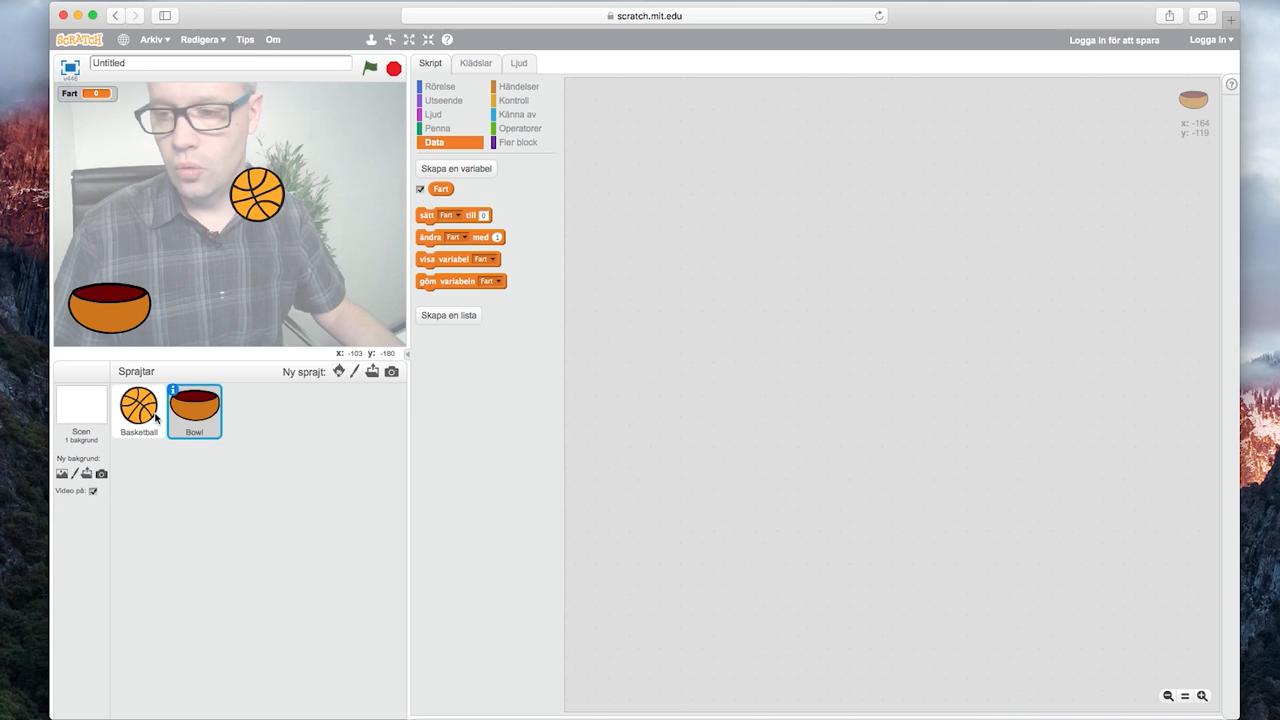 scratch.mit.edu
SCRATCH Arkiv Redigera Tips Om Logga in för att spara Logga in
Untitled
v446
Skript Klädslar Ljud
Fart 0
Rörelse Händelser
Utseende Kontroll
Ljud Känna av
Penna Operatorer
Data Fler block
x: -164
y: -119
Skapa en variabel
Fart
sätt Fart till 0
ändra Fart med 1
visa variabel Fart
göm variabeln Fart
Skapa en lista
x: -103 y: -180
Sprajtar Ny sprajt:
Scen
1 bakgrund
Basketball Bowl
Ny bakgrund:
Video på: